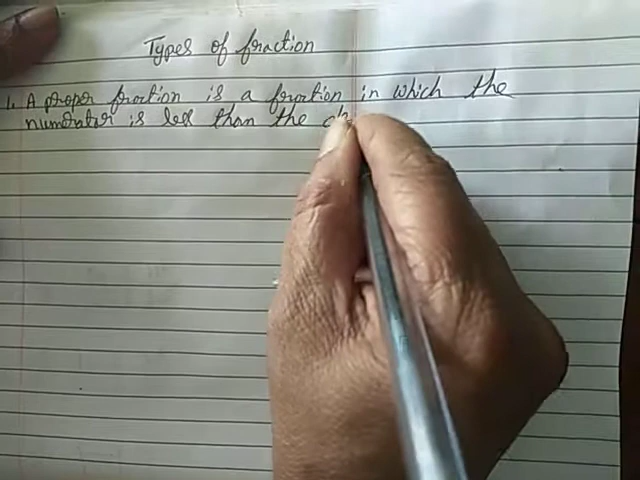 Types of fraction
1. A proper fraction is a fraction in which the
numerator is less than the